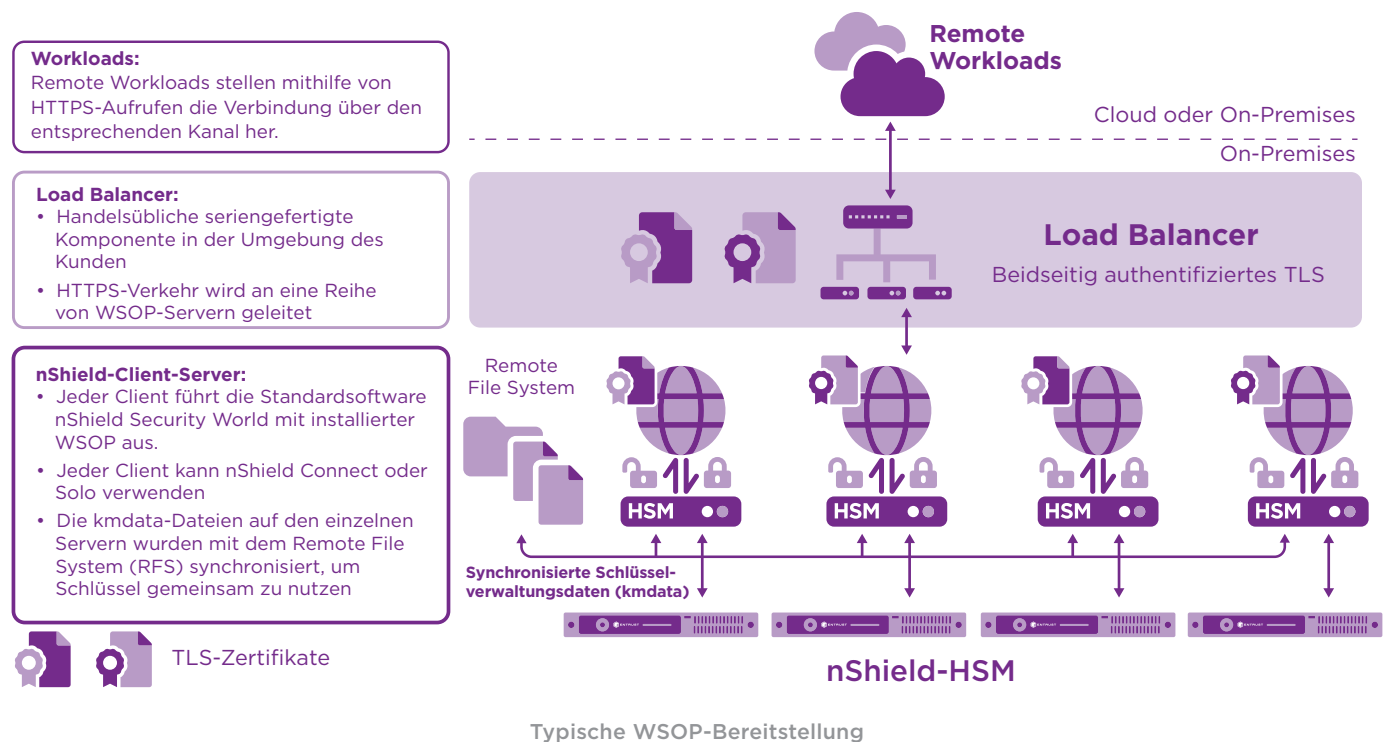 Workloads:
Remote Workloads stellen mithilfe von
HTTPS-Aufrufen die Verbindung über den
entsprechenden Kanal her.
Load Balancer:
• Handelsübliche seriengefertigte
Komponente in der Umgebung des
Kunden
• HTTPS-Verkehr wird an eine Reihe
von WSOP-Servern geleitet
nShield-Client-Server:
• Jeder Client führt die Standardsoftware
nShield Security World mit installierter
WSOP aus.
• Jeder Client kann nShield Connect oder
Solo verwenden
• Die kmdata-Dateien auf den einzelnen
Servern wurden mit dem Remote File
System (RFS) synchronisiert, um
Schlüssel gemeinsam zu nutzen
TLS-Zertifikate
Remote
Workloads
Cloud oder On-Premises
On-Premises
Load Balancer
Beidseitig authentifiziertes TLS
Remote
File System
HSM
HSM
HSM
HSM
Synchronisierte Schlüssel-
verwaltungsdaten (kmdata)
ENTRUST
ENTRUST
ENTRUST
ENTRUST
nShield-HSM
Typische WSOP-Bereitstellung